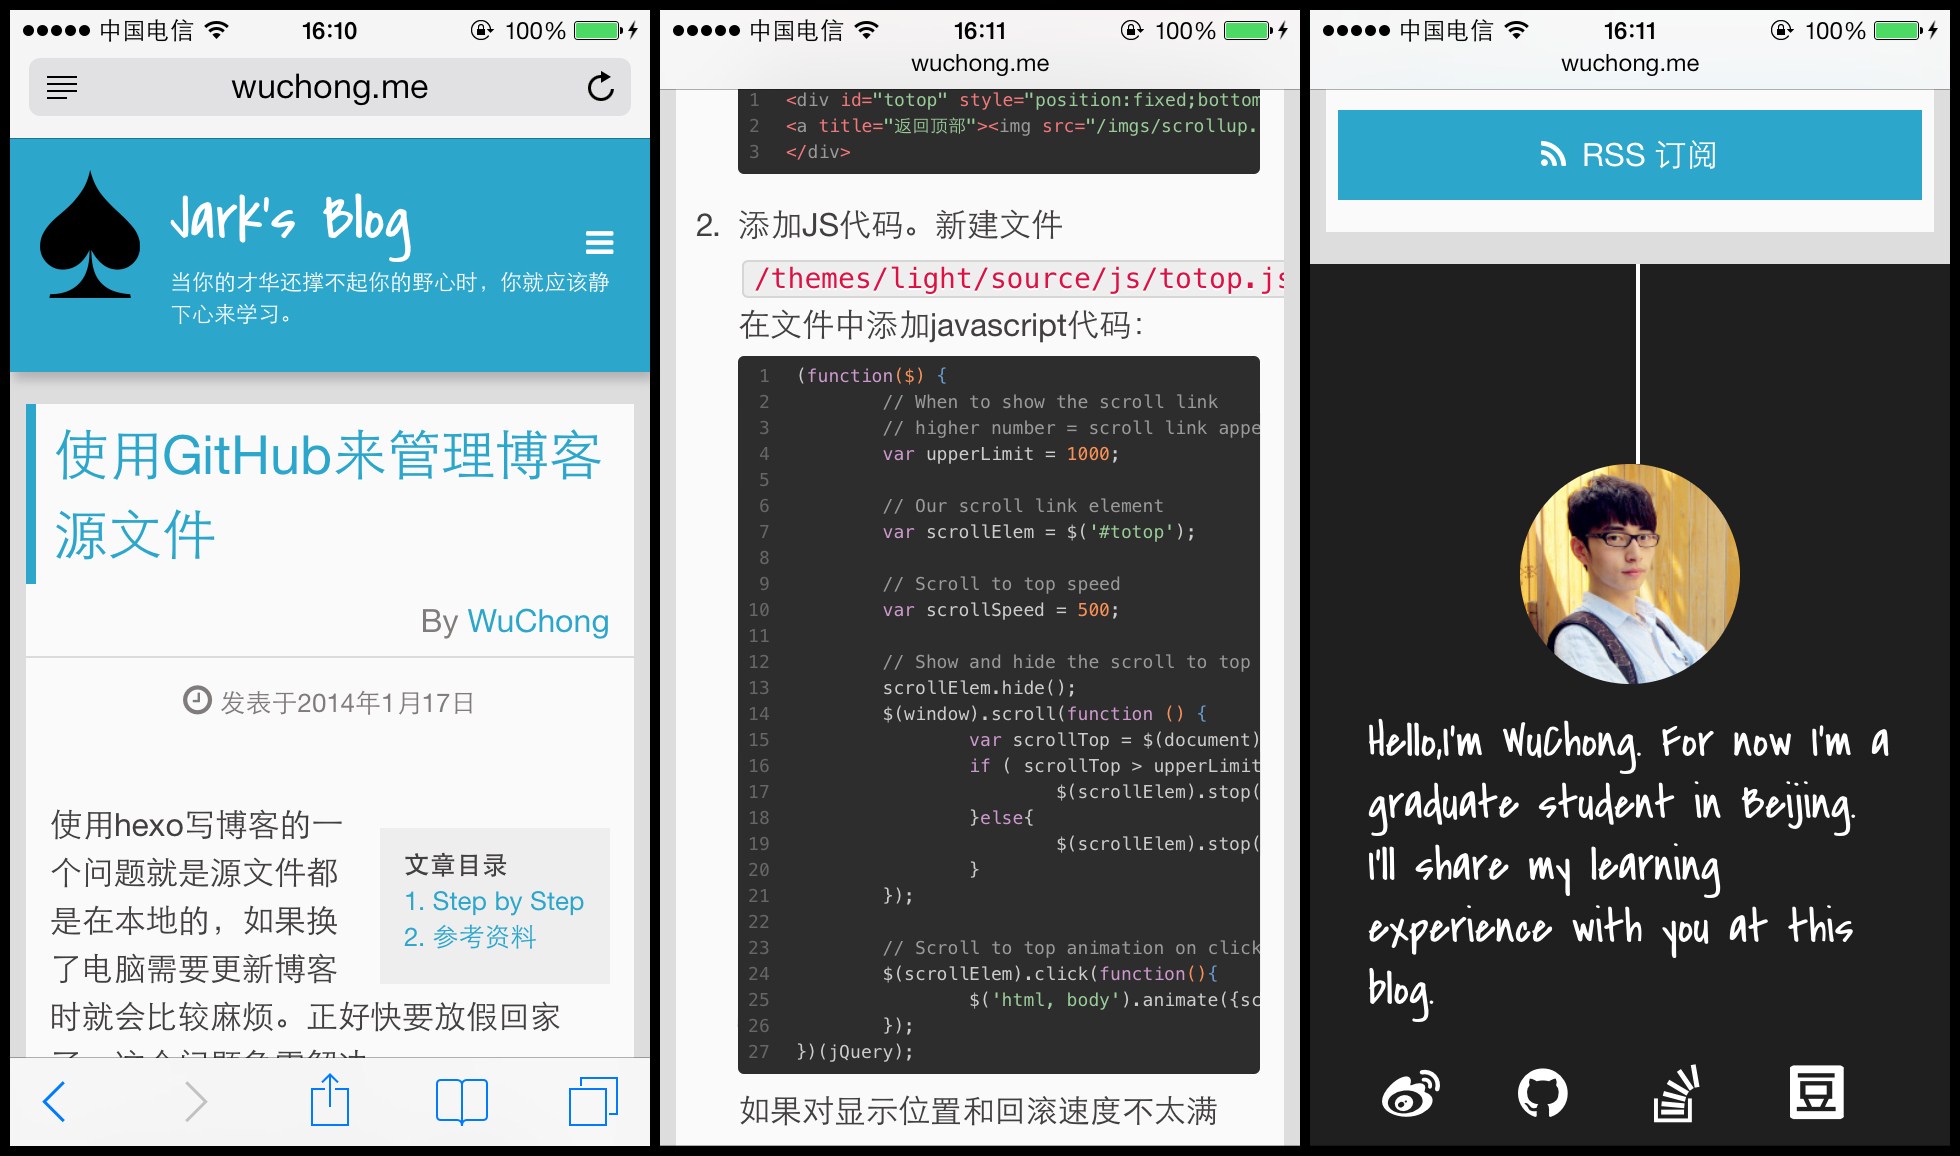 中国电信 16:10 100%
wuchong.me
Jark's Blog
当你的才华还撑不起你的野心时，你就应该静
下心来学习。
使用GitHub来管理博客
源文件
By WuChong
发表于2014年1月17日
使用hexo写博客的一
个问题就是源文件都
是在本地的，如果换
了电脑需要更新博客
时就会比较麻烦。正好快要放假回家
文章目录
1. Step by Step
2. 参考资料
中国电信 16:11 100%
wuchong.me
1 <div id="totop" style="position:fixed;bottom
2 <a title="返回顶部"><img src="/imgs/scrollup.
3 </div>
2. 添加JS代码。新建文件
/themes/light/source/js/totop.js
在文件中添加javascript代码：
1 (function($) {
2 // When to show the scroll link
3 // higher number = scroll link appe
4 var upperLimit = 1000;
5
6 // Our scroll link element
7 var scrollElem = $('#totop');
8
9 // Scroll to top speed
10 var scrollSpeed = 500;
11
12 // Show and hide the scroll to top
13 scrollElem.hide();
14 $(window).scroll(function () {
15 var scrollTop = $(document)
16 if ( scrollTop > upperLimit
17 $(scrollElem).stop(
18 }else{
19 $(scrollElem).stop(
20 }
21 });
22
23 // Scroll to top animation on click
24 $(scrollElem).click(function(){
25 $('html, body').animate({sc
26 });
27 })(jQuery);
如果对显示位置和回滚速度不太满
中国电信 16:11 100%
wuchong.me
RSS 订阅
Hello,I'm WuChong. For now I'm a
graduate student in Beijing.
I'll share my learning
experience with you at this
blog.
豆